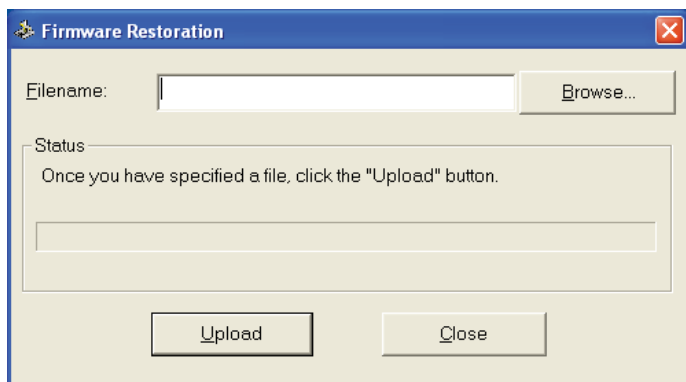 Firmware Restoration
Filename:
Browse...
Status
Once you have specified a file, click the "Upload" button.
Upload
Close